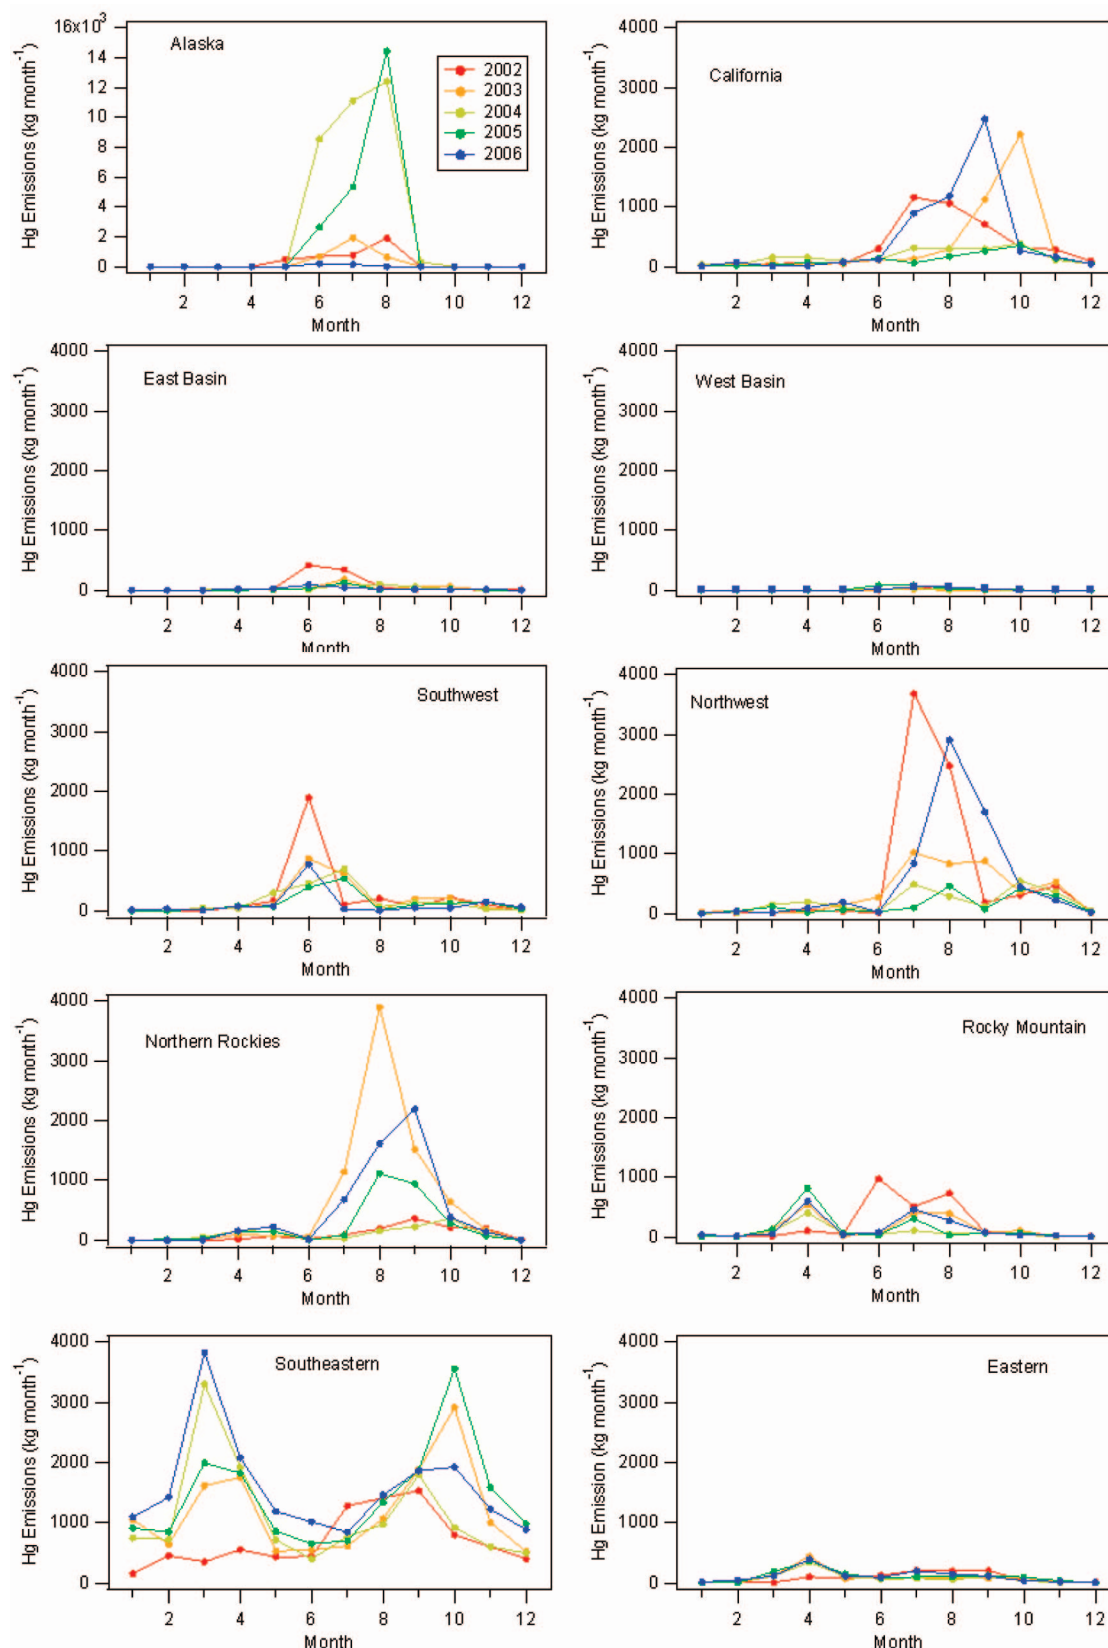 Alaska
Hg Emissions (kg month-1)
16x10³
14
12
10
8
6
4
2
0
2002
2003
2004
2005
2006
2 4 6 8 10 12
Month
California
Hg Emissions (kg month-1)
4000
3000
2000
1000
0
2 4 6 8 10 12
Month
East Basin
Hg Emissions (kg month-1)
4000
3000
2000
1000
0
2 4 6 8 10 12
Month
West Basin
Hg Emissions (kg month-1)
4000
3000
2000
1000
0
2 4 6 8 10 12
Month
Southwest
Hg Emissions (kg month-1)
4000
3000
2000
1000
0
2 4 6 8 10 12
Month
Northwest
Hg Emissions (kg month-1)
4000
3000
2000
1000
0
2 4 6 8 10 12
Month
Northern Rockies
Hg Emissions (kg month-1)
4000
3000
2000
1000
0
2 4 6 8 10 12
Month
Rocky Mountain
Hg Emissions (kg month-1)
4000
3000
2000
1000
0
2 4 6 8 10 12
Month
Southeastern
Hg Emissions (kg month-1)
4000
3000
2000
1000
0
2 4 6 8 10 12
Month
Eastern
Hg Emission (kg month-1)
4000
3000
2000
1000
0
2 4 6 8 10 12
Month